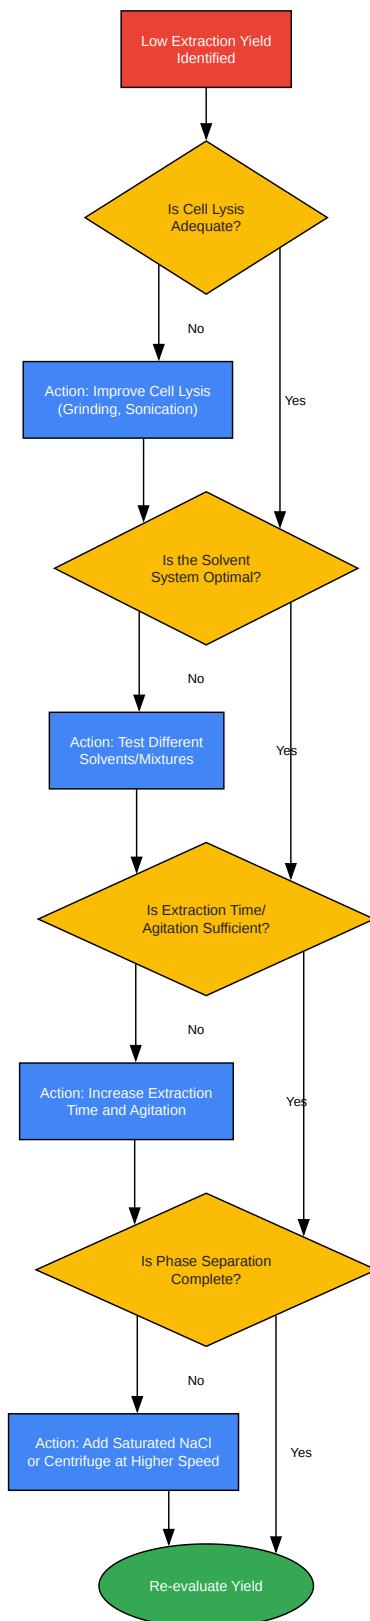 Low Extraction Yield
Identified
Is Cell Lysis
Adequate?
No
Action: Improve Cell Lysis
(Grinding, Sonication)
Yes
Is the Solvent
System Optimal?
No
Action: Test Different
Solvents/Mixtures
Yes
Is Extraction Time/
Agitation Sufficient?
No
Action: Increase Extraction
Time and Agitation
Yes
Is Phase Separation
Complete?
No
Action: Add Saturated NaCl
or Centrifuge at Higher Speed
Yes
Re-evaluate Yield